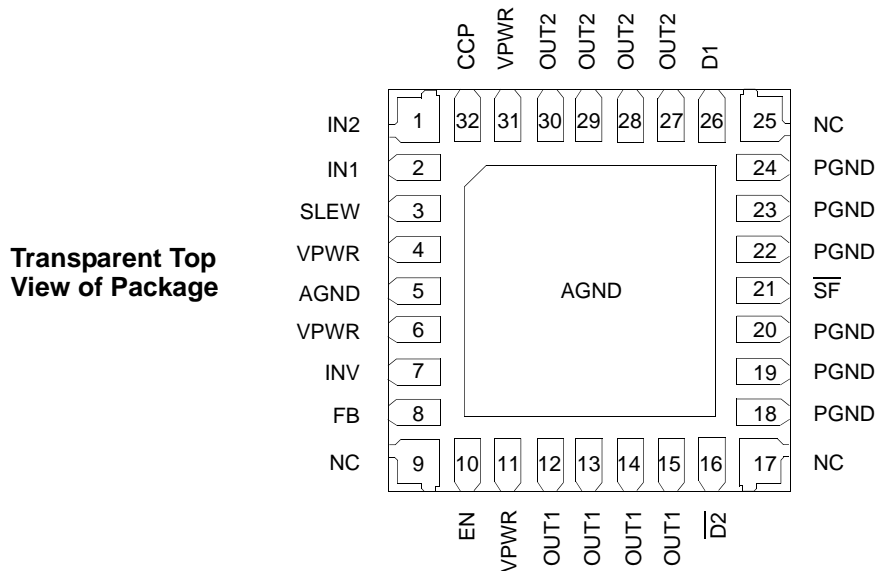 CCP
VPWR
OUT2
OUT2
OUT2
OUT2
D1
1
32
31
30
29
28
27
26
25
IN2
NC
IN1
2
24
PGND
SLEW
3
23
PGND
VPWR
4
22
PGND
Transparent Top
View of Package
AGND
5
AGND
21
S̅F̅
VPWR
6
20
PGND
INV
7
19
PGND
FB
8
18
PGND
NC
9
10
11
12
13
14
15
16
17
NC
EN
VPWR
OUT1
OUT1
OUT1
OUT1
D̅2̅